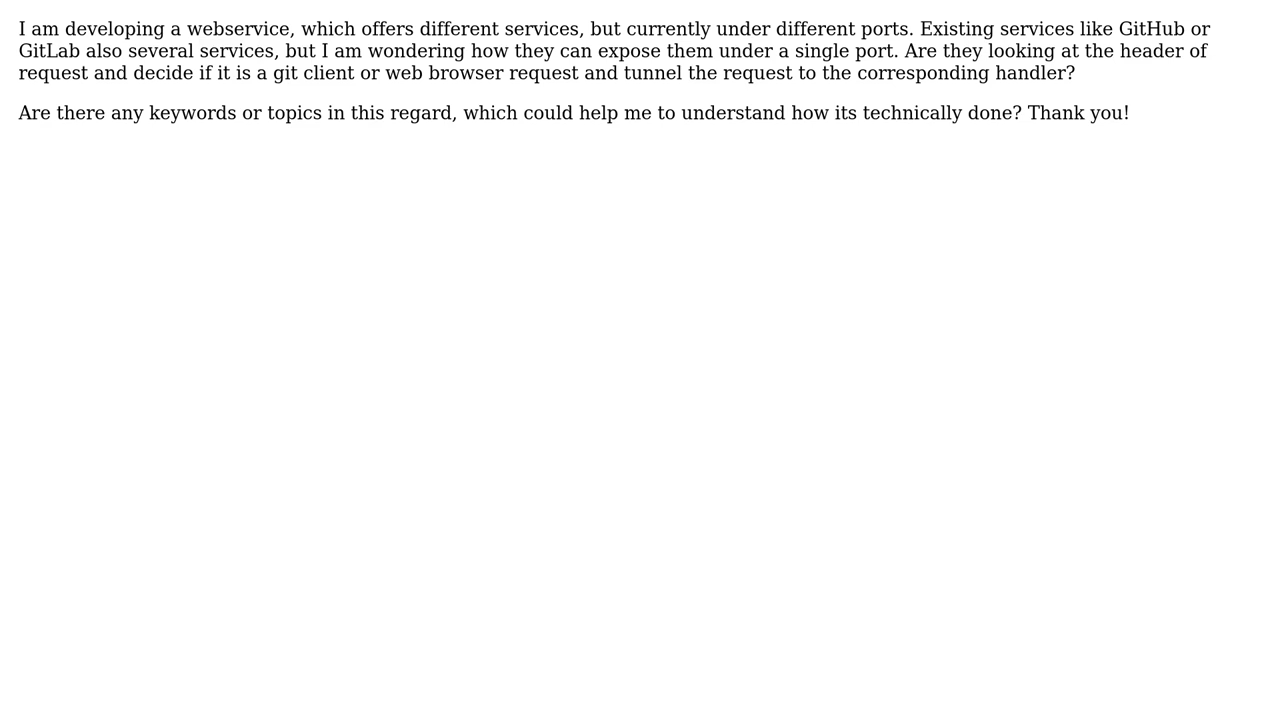 I am developing a webservice, which offers different services, but currently under different ports. Existing services like GitHub or
GitLab also several services, but I am wondering how they can expose them under a single port. Are they looking at the header of
request and decide if it is a git client or web browser request and tunnel the request to the corresponding handler?
Are there any keywords or topics in this regard, which could help me to understand how its technically done? Thank you!